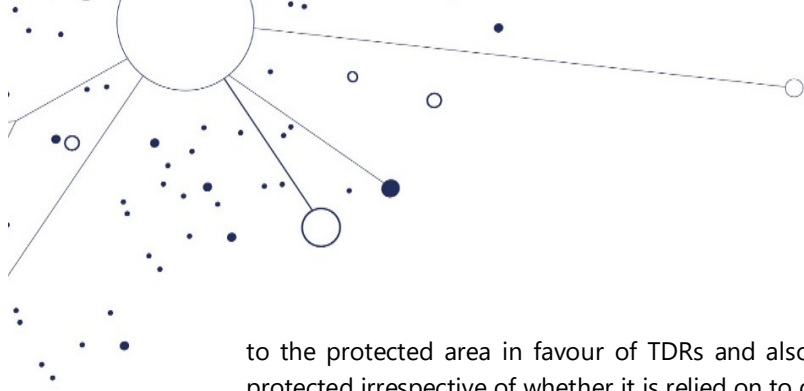 to the protected area in favour of TDRs and also
protected irrespective of whether it is relied on to